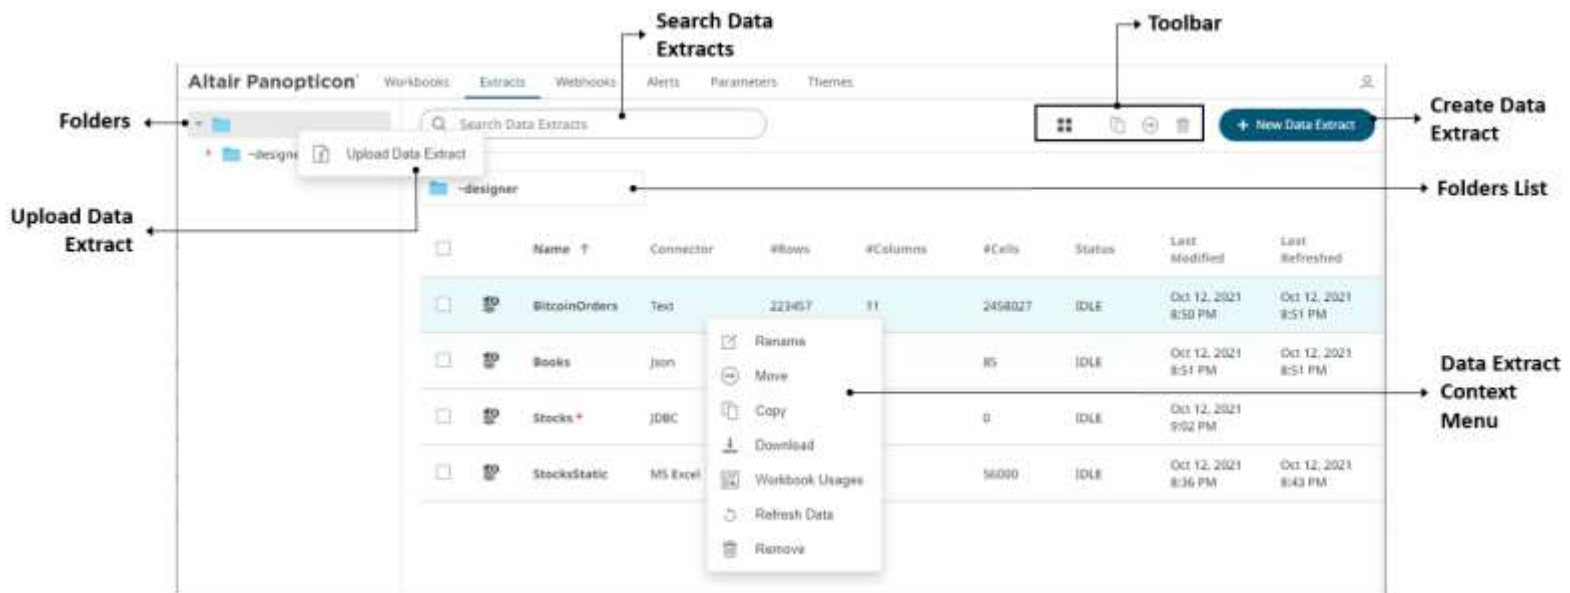 Search Data
Extracts
Toolbar
Altair Panopticon
Workbooks Extracts Webhooks Alerts Parameters Themes
Folders
Search Data Extracts
+ New Data Extract
Create Data
Extract
~designe
Upload Data Extract
~designer
Folders List
Upload Data
Extract
Name ↑ Connector #Rows #Columns #Cells Status Last Modified Last Refreshed
BitcoinOrders Text 223457 11 2458027 IDLE Oct 12, 2021 8:50 PM Oct 12, 2021 8:51 PM
Books Json 85 IDLE Oct 12, 2021 8:51 PM Oct 12, 2021 8:51 PM
Stocks * JDBC 0 IDLE Oct 12, 2021 9:02 PM
StocksStatic MS Excel 56000 IDLE Oct 12, 2021 8:36 PM Oct 12, 2021 8:43 PM
Rename
Move
Copy
Download
Workbook Usages
Refresh Data
Remove
Data Extract
Context
Menu